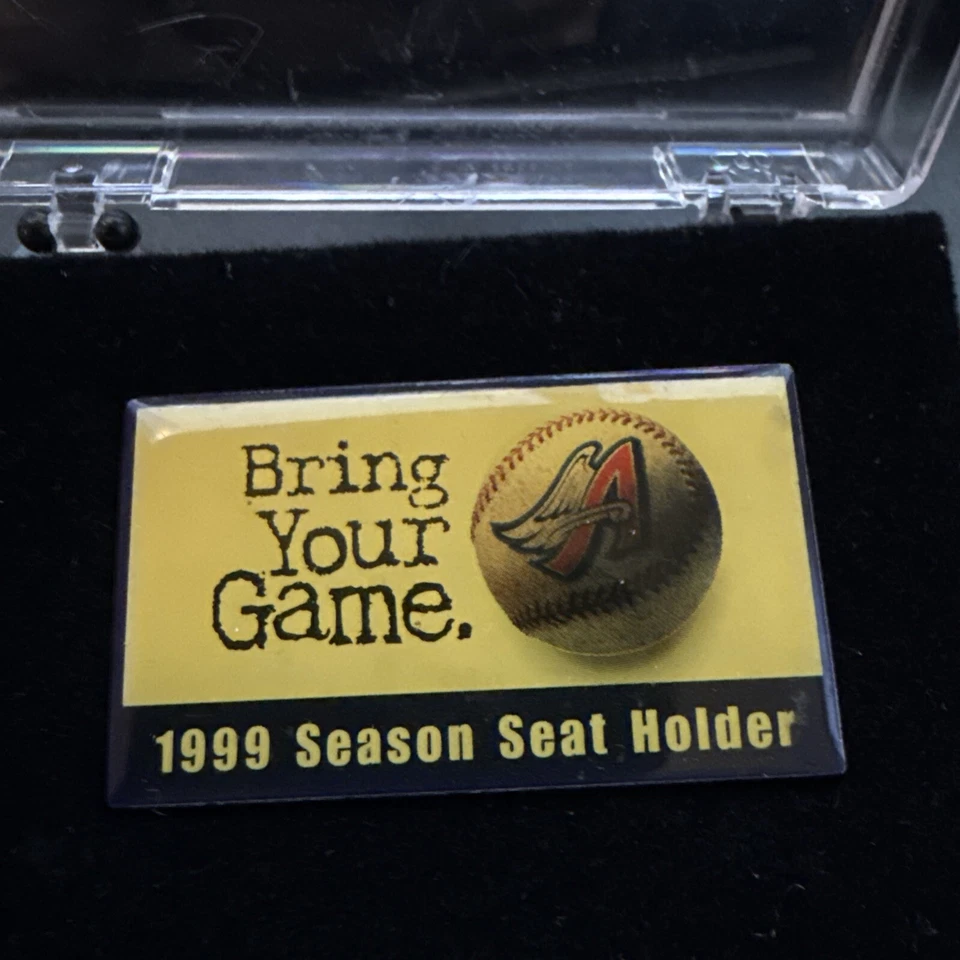 Bring
Your
Game.
A
1999 Season Seat Holder